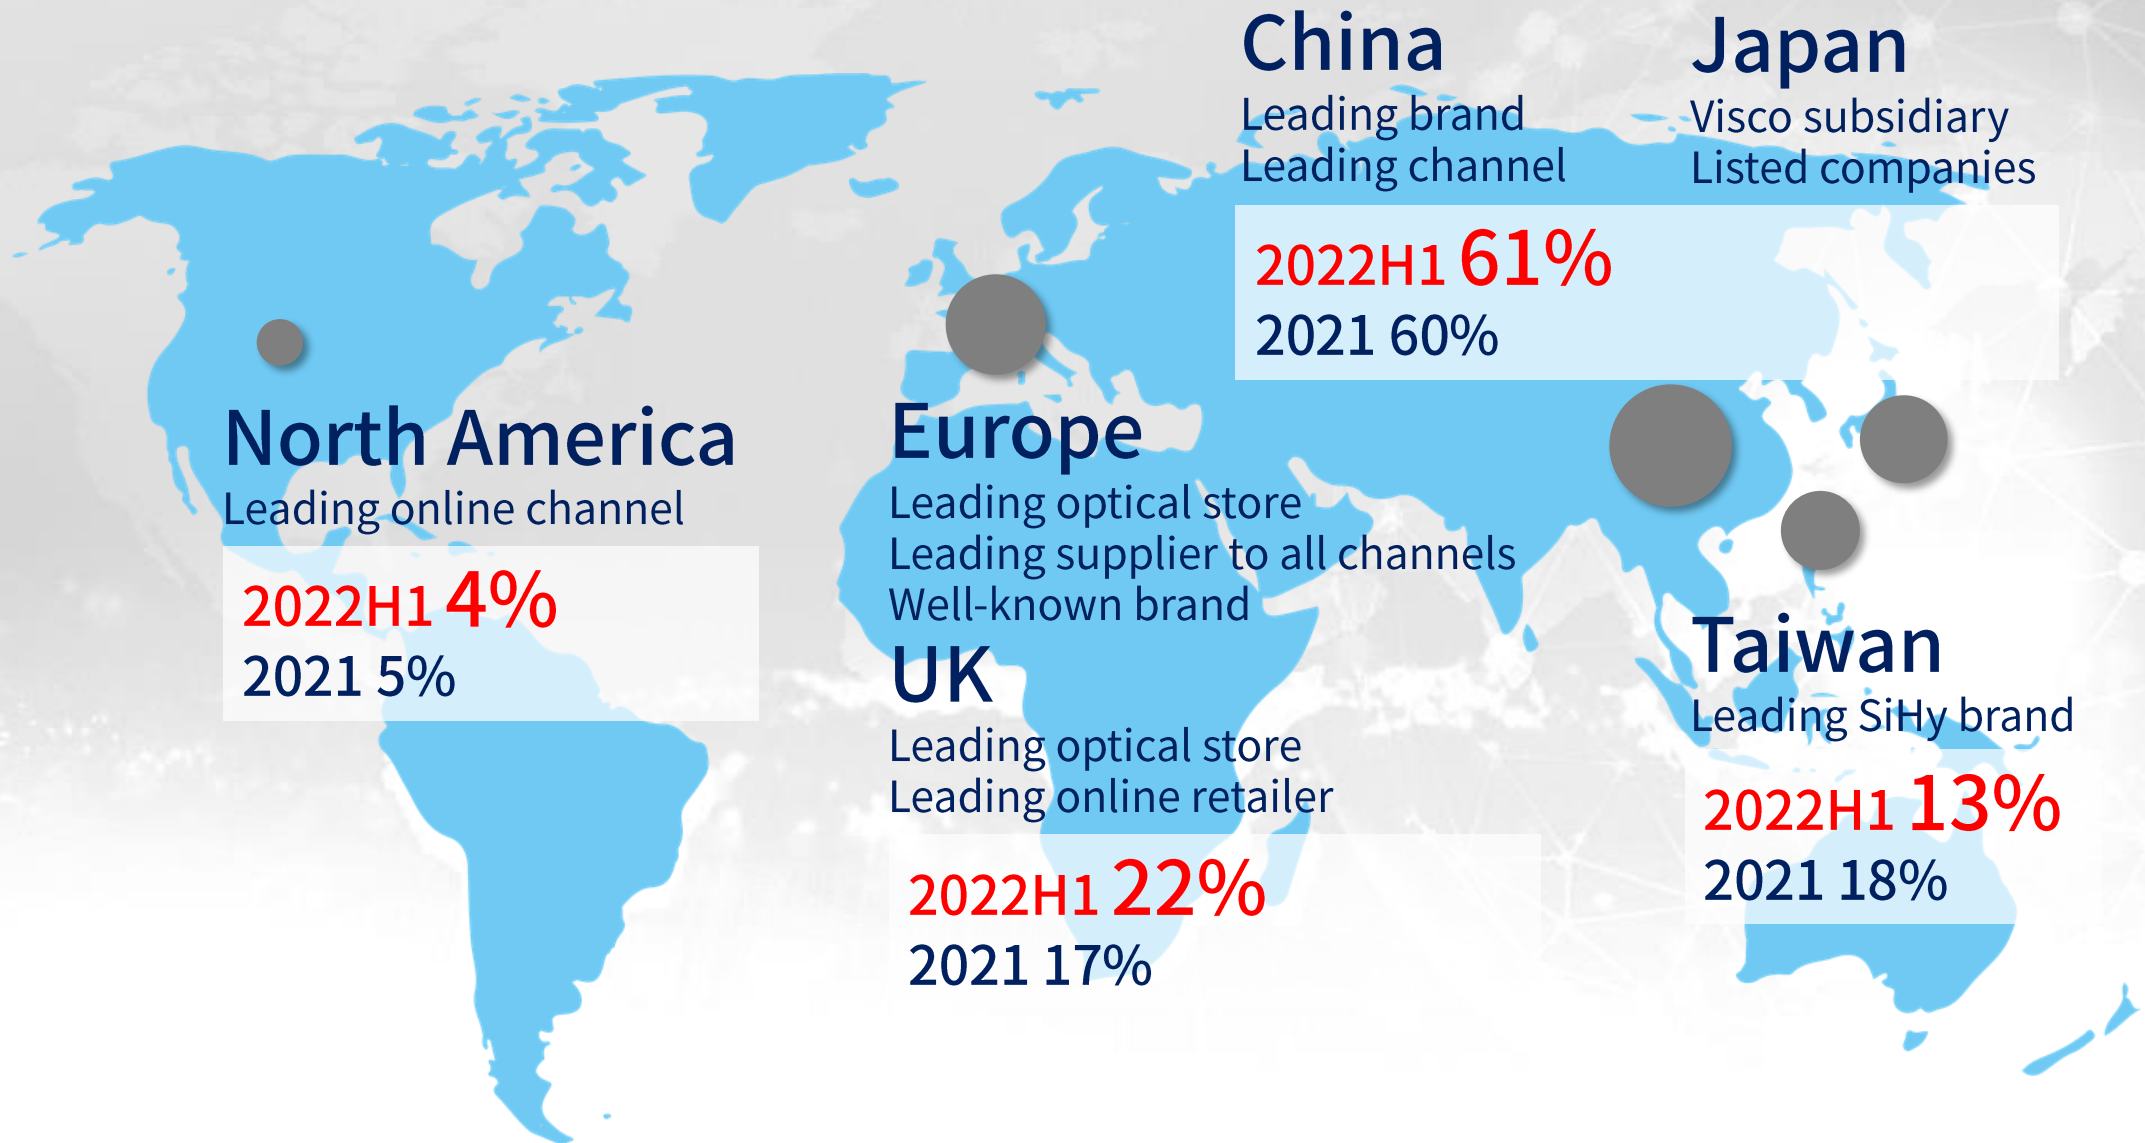 China
Leading brand
Leading channel
Japan
Visco subsidiary
Listed companies
2022H1 61%
2021 60%
North America
Leading online channel
2022H1 4%
2021 5%
Europe
Leading optical store
Leading supplier to all channels
Well-known brand
UK
Leading optical store
Leading online retailer
2022H1 22%
2021 17%
Taiwan
Leading SiHy brand
2022H1 13%
2021 18%